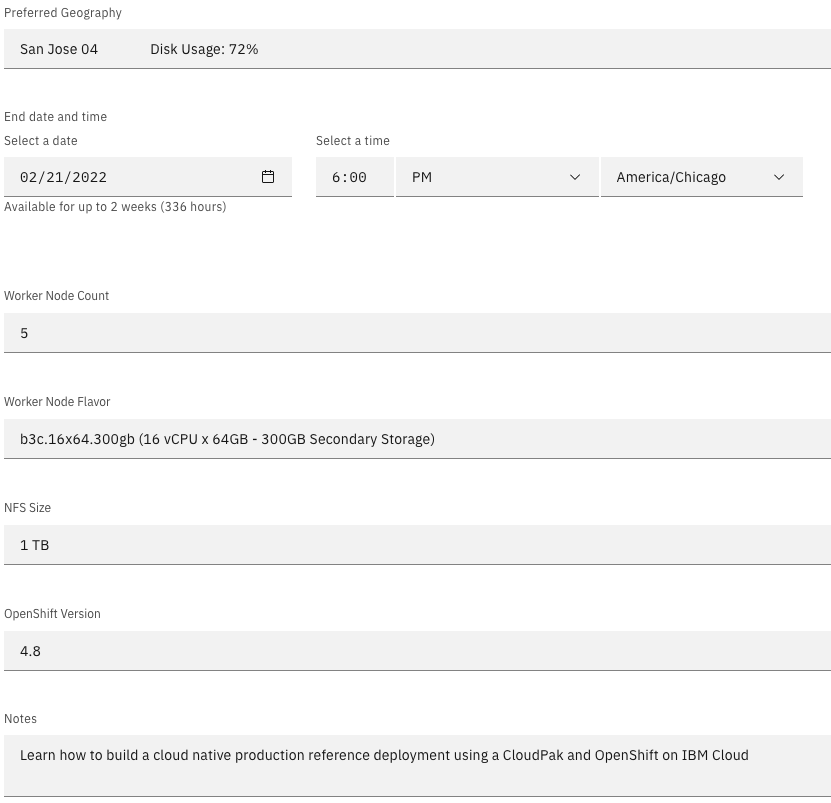 Preferred Geography
San Jose 04 Disk Usage: 72%
End date and time
Select a date Select a time
02/21/2022 6:00 PM America/Chicago
Available for up to 2 weeks (336 hours)
Worker Node Count
5
Worker Node Flavor
b3c.16x64.300gb (16 vCPU x 64GB - 300GB Secondary Storage)
NFS Size
1 TB
OpenShift Version
4.8
Notes
Learn how to build a cloud native production reference deployment using a CloudPak and OpenShift on IBM Cloud